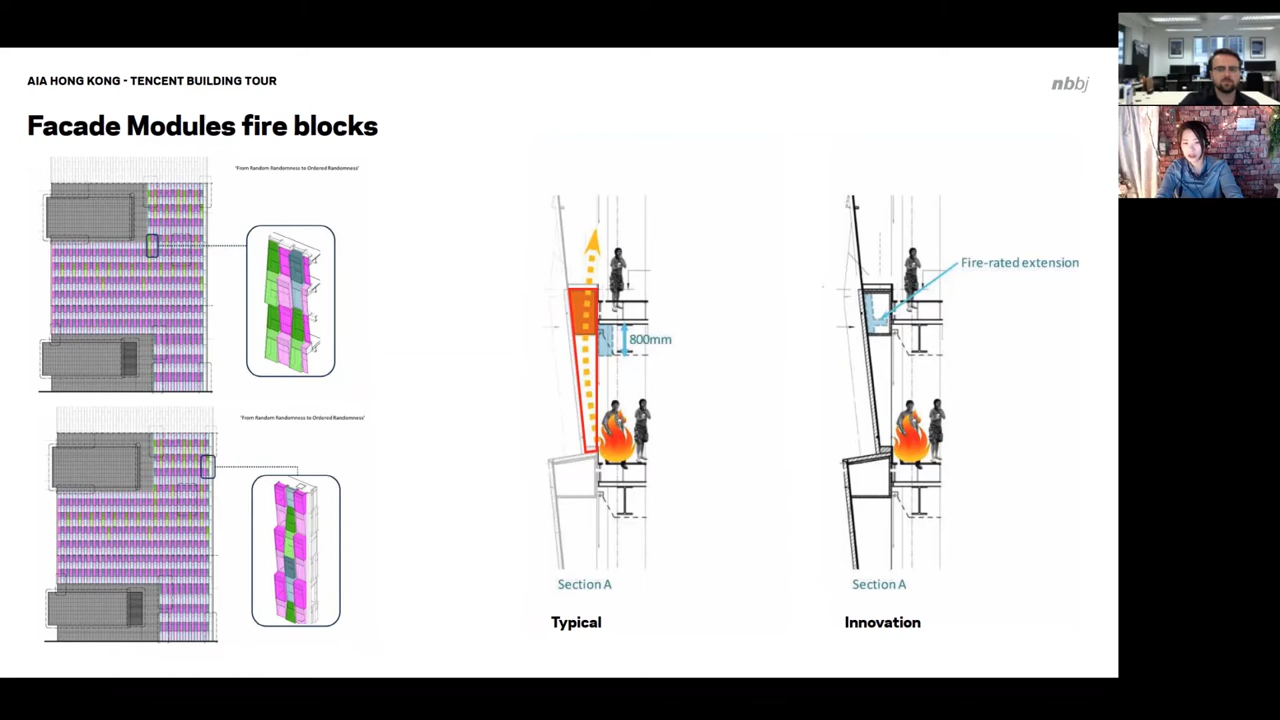 AIA HONG KONG - TENCENT BUILDING TOUR
nbbj
Facade Modules fire blocks
'From Random Randomness to Ordered Randomness'
Fire-rated extension
800mm
'From Random Randomness to Ordered Randomness'
Section A
Section A
Typical
Innovation